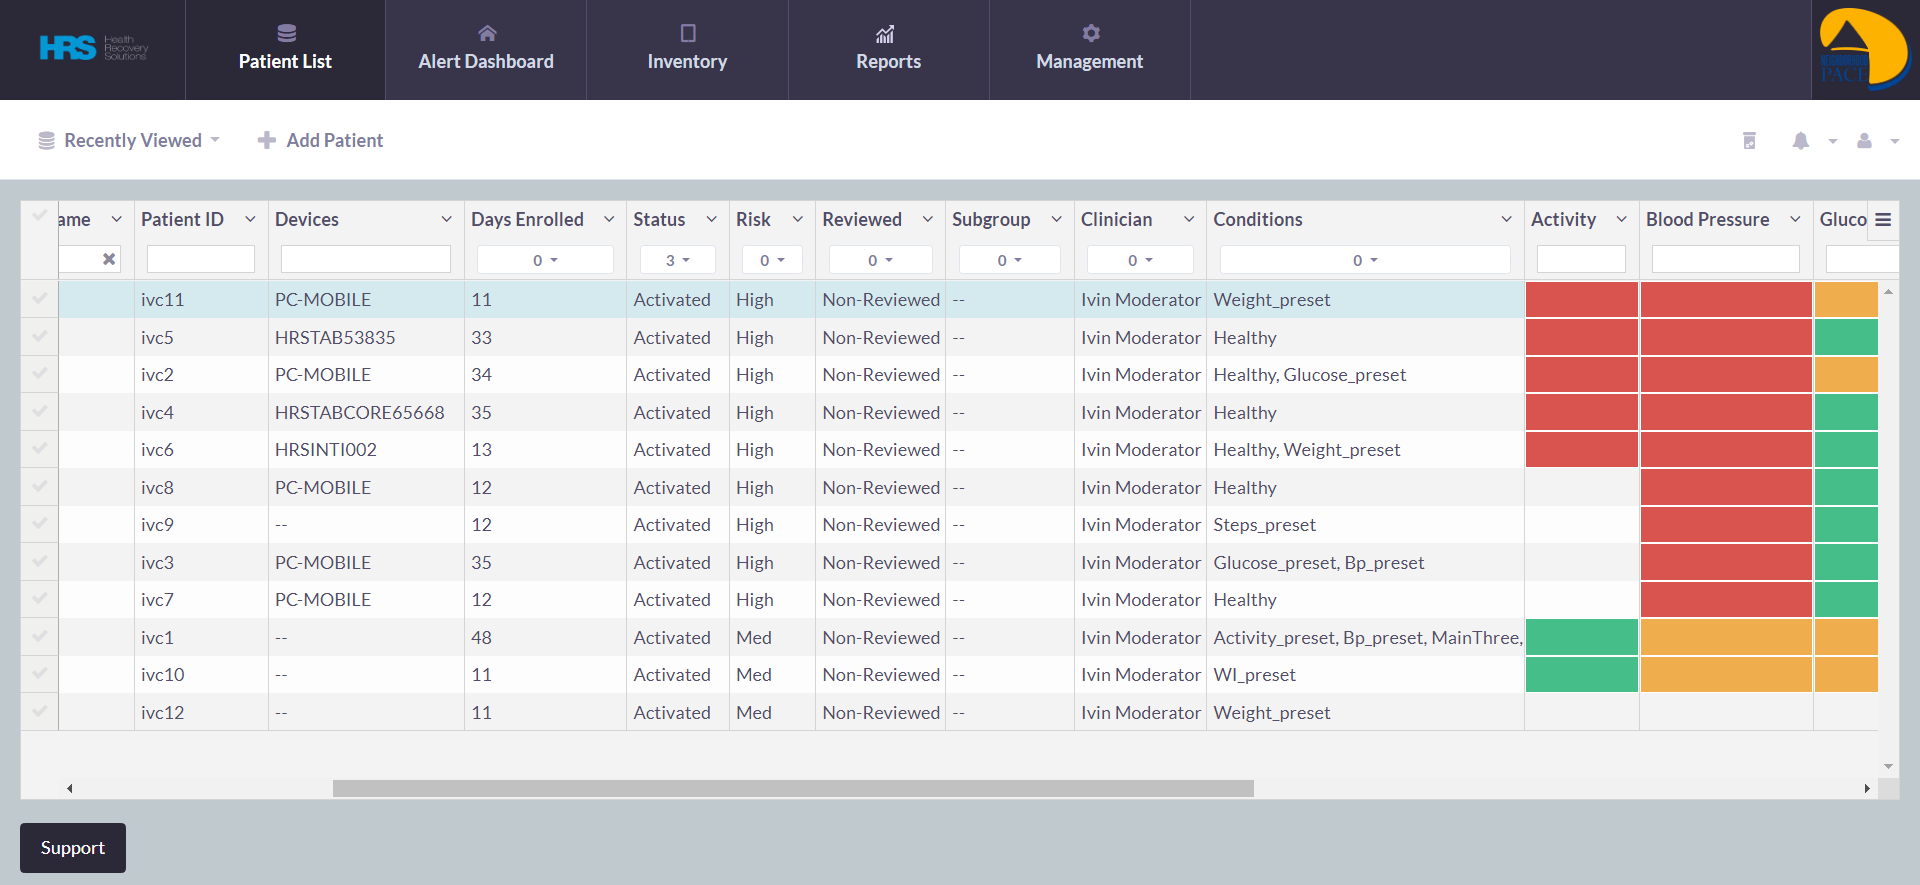 HRS Health Recovery Solutions
Patient List
Alert Dashboard
Inventory
Reports
Management
PACE
Recently Viewed
Add Patient
ame Patient ID Devices Days Enrolled Status Risk Reviewed Subgroup Clinician Conditions Activity Blood Pressure Gluco
0 3 0 0 0 0 0
ivc11 PC-MOBILE 11 Activated High Non-Reviewed -- Ivin Moderator Weight_preset
ivc5 HRSTAB53835 33 Activated High Non-Reviewed -- Ivin Moderator Healthy
ivc2 PC-MOBILE 34 Activated High Non-Reviewed -- Ivin Moderator Healthy, Glucose_preset
ivc4 HRSTABCORE65668 35 Activated High Non-Reviewed -- Ivin Moderator Healthy
ivc6 HRSINTI002 13 Activated High Non-Reviewed -- Ivin Moderator Healthy, Weight_preset
ivc8 PC-MOBILE 12 Activated High Non-Reviewed -- Ivin Moderator Healthy
ivc9 -- 12 Activated High Non-Reviewed -- Ivin Moderator Steps_preset
ivc3 PC-MOBILE 35 Activated High Non-Reviewed -- Ivin Moderator Glucose_preset, Bp_preset
ivc7 PC-MOBILE 12 Activated High Non-Reviewed -- Ivin Moderator Healthy
ivc1 -- 48 Activated Med Non-Reviewed -- Ivin Moderator Activity_preset, Bp_preset, MainThree,
ivc10 -- 11 Activated Med Non-Reviewed -- Ivin Moderator WI_preset
ivc12 -- 11 Activated Med Non-Reviewed -- Ivin Moderator Weight_preset
Support